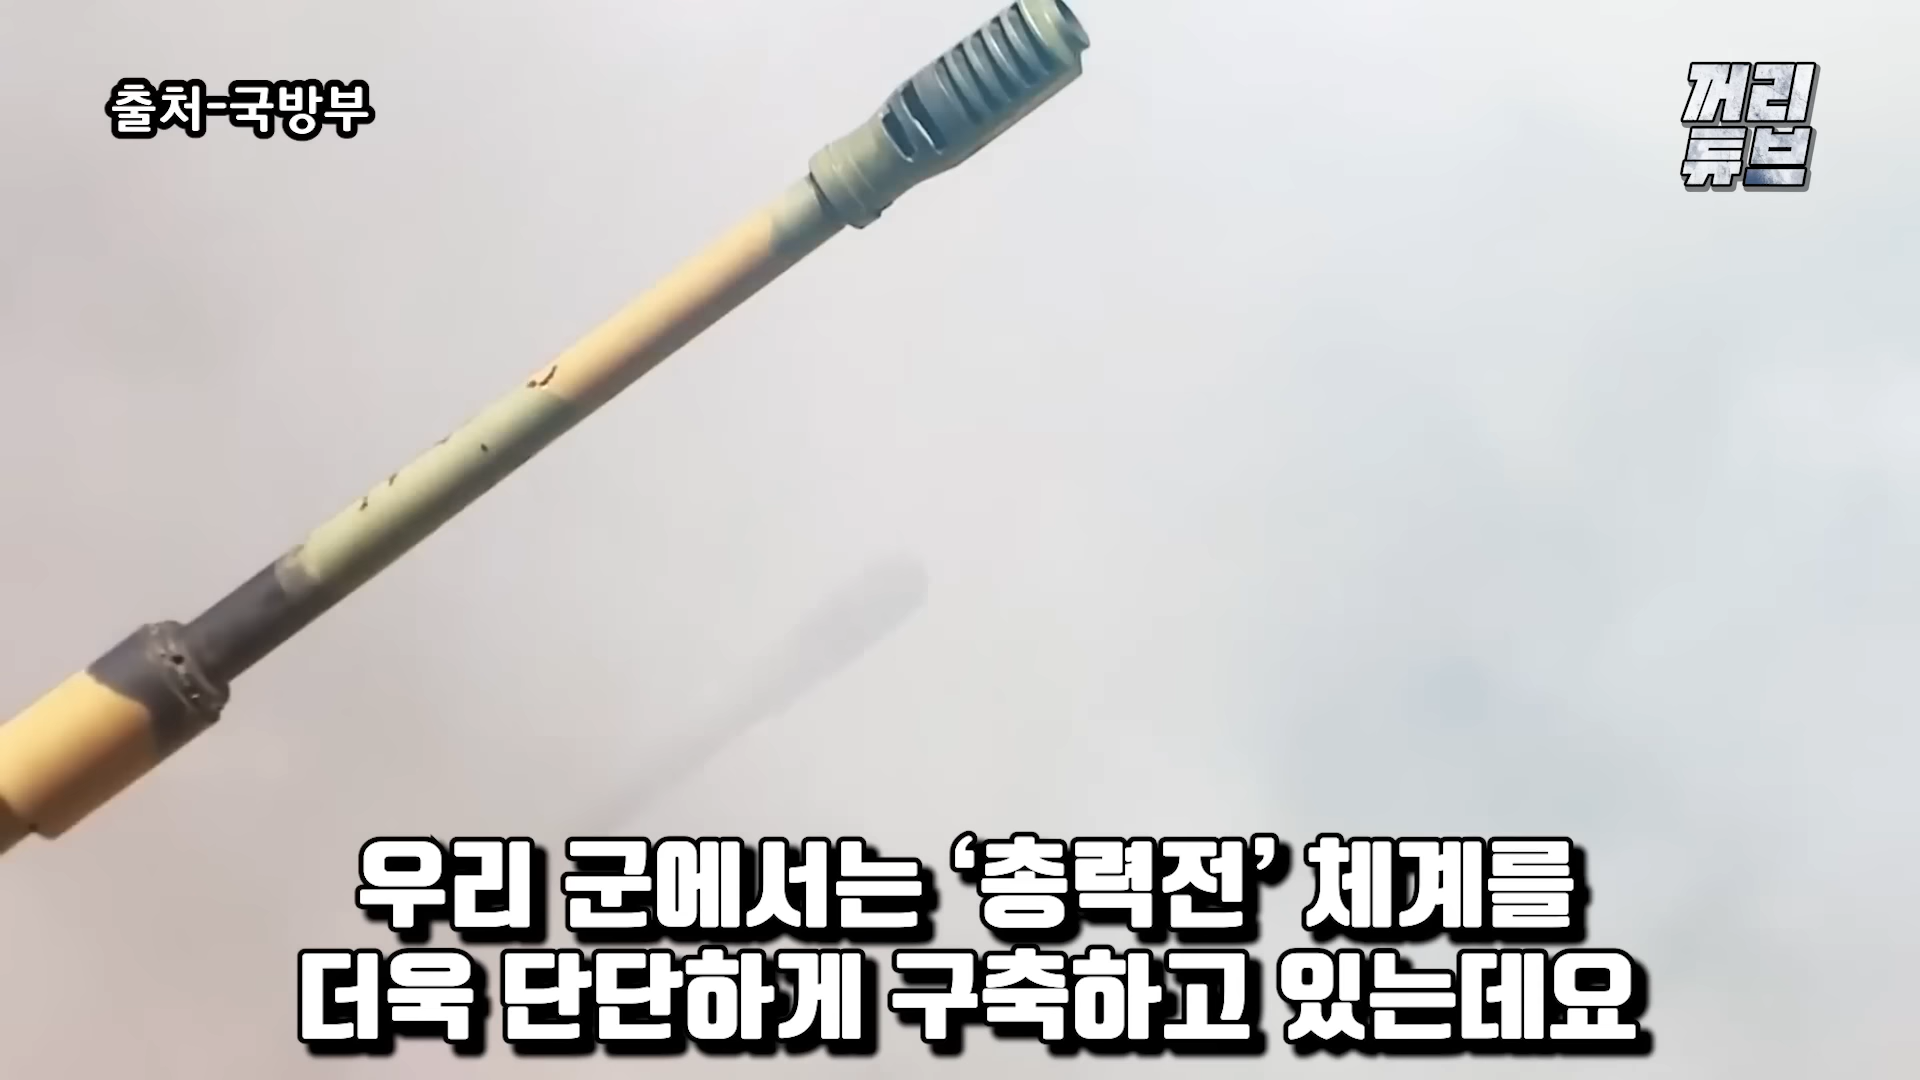 출처-국방부
꺼리
튜브
우리 군에서는 ‘총력전’ 체계를
더욱 단단하게 구축하고 있는데요